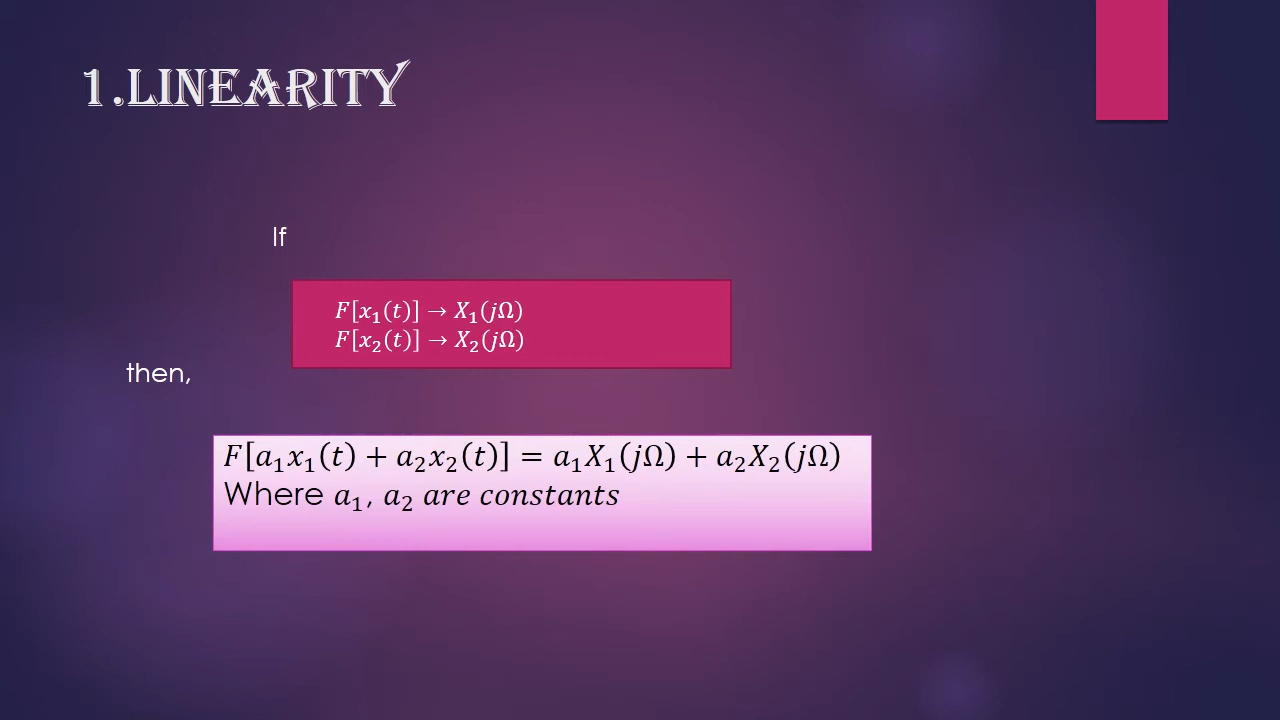 1.LINEARITY
If
F[x₁(t)] → X₁(jΩ)
F[x₂(t)] → X₂(jΩ)
then,
F[a₁x₁(t) + a₂x₂(t)] = a₁X₁(jΩ) + a₂X₂(jΩ)
Where a₁, a₂ are constants